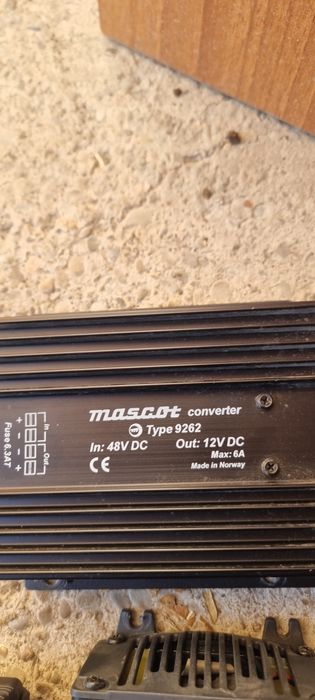 mascot converter
Type 9262
In: 48V DC Out: 12V DC
Max: 6A
CE Made in Norway
In Out
+ - - +
Fuse 6.3AT